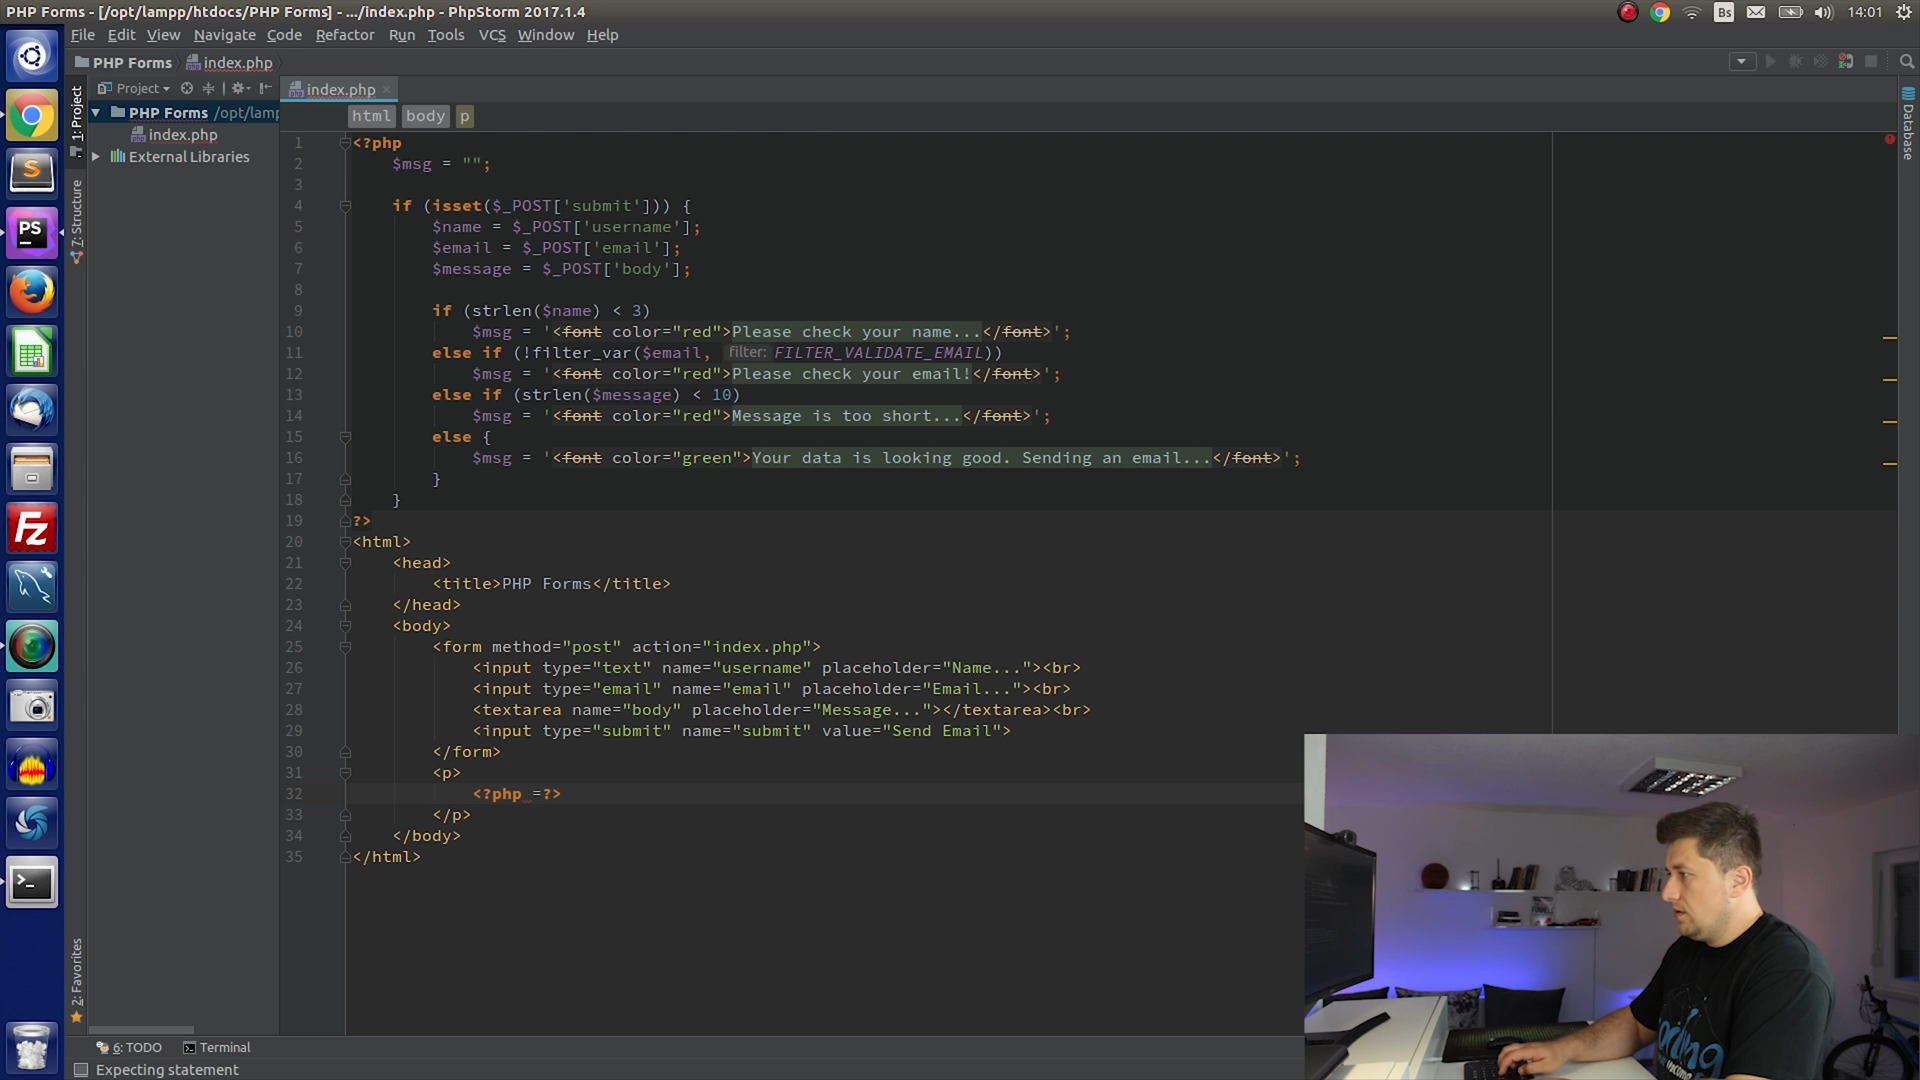 PHP Forms - [/opt/lampp/htdocs/PHP Forms] - .../index.php - PhpStorm 2017.1.4
Bs
14:01
File Edit View Navigate Code Refactor Run Tools VCS Window Help
PHP Forms index.php
1: Project
7: Structure
2: Favorites
Database
Project
PHP Forms /opt/lamp
index.php
External Libraries
index.php
html body p
1 <?php
2 $msg = "";
3
4 if (isset($_POST['submit'])) {
5 $name = $_POST['username'];
6 $email = $_POST['email'];
7 $message = $_POST['body'];
8
9 if (strlen($name) < 3)
10 $msg = '<font color="red">Please check your name...</font>';
11 else if (!filter_var($email, filter: FILTER_VALIDATE_EMAIL))
12 $msg = '<font color="red">Please check your email!</font>';
13 else if (strlen($message) < 10)
14 $msg = '<font color="red">Message is too short...</font>';
15 else {
16 $msg = '<font color="green">Your data is looking good. Sending an email...</font>';
17 }
18 }
19 ?>
20 <html>
21 <head>
22 <title>PHP Forms</title>
23 </head>
24 <body>
25 <form method="post" action="index.php">
26 <input type="text" name="username" placeholder="Name..."><br>
27 <input type="email" name="email" placeholder="Email..."><br>
28 <textarea name="body" placeholder="Message..."></textarea><br>
29 <input type="submit" name="submit" value="Send Email">
30 </form>
31 <p>
32 <?php =?>
33 </p>
34 </body>
35 </html>
S
PS
Fz
6: TODO Terminal
Expecting statement